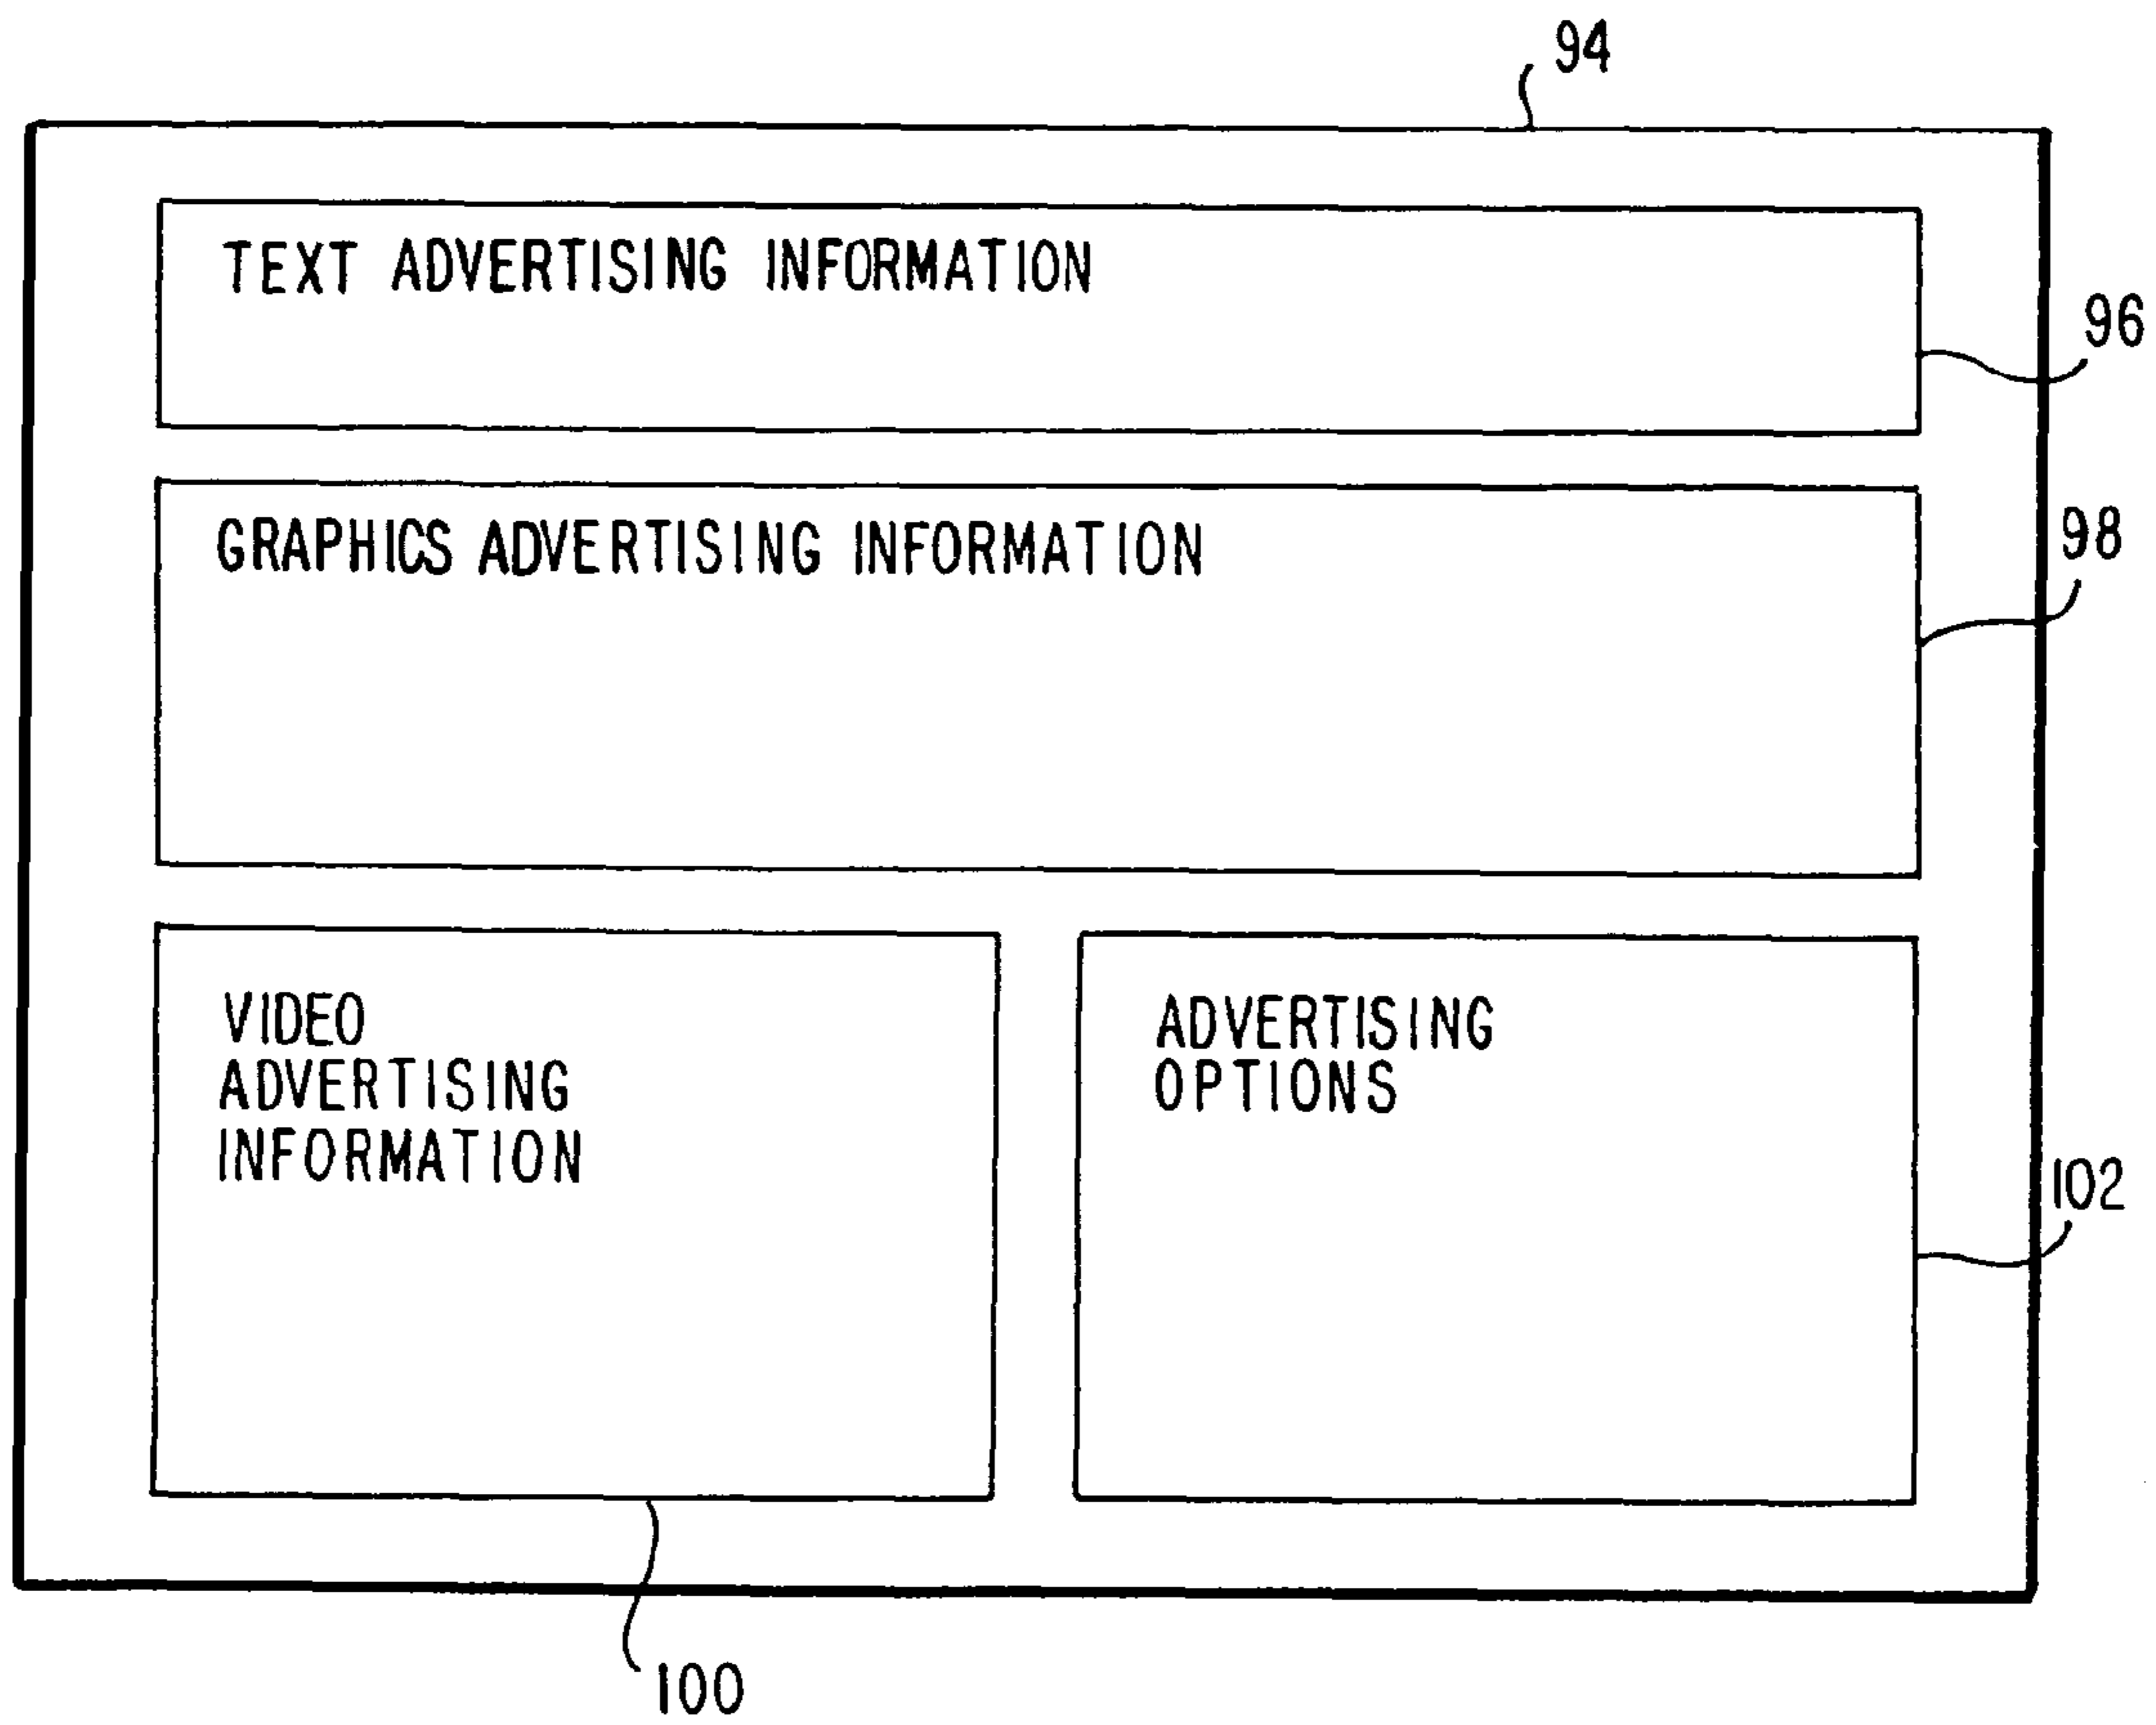 94
TEXT ADVERTISING INFORMATION
96
GRAPHICS ADVERTISING INFORMATION
98
VIDEO
ADVERTISING
INFORMATION
ADVERTISING
OPTIONS
102
100